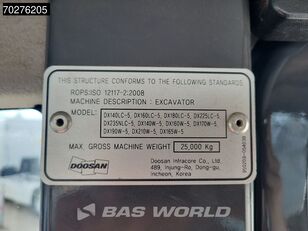 70276205
THIS STRUCTURE CONFORMS TO THE FOLLOWING STANDARDS
ROPS:ISO 12117-2:2008
MACHINE DESCRIPTION : EXCAVATOR
MODEL: DX140LC-5, DX160LC-5, DX180LC-5, DX225LC-5,
DX235NLC-5, DX140W-5, DX160W-5, DX170W-5,
DX190W-5, DX210W-5, DX165W-5
MAX. GROSS MACHINE WEIGHT 25,000 Kg
DOOSAN
Doosan Infracore Co., Ltd.
489, Insung-Ro, Dong-gu,
Incheon, Korea
BAS WORLD